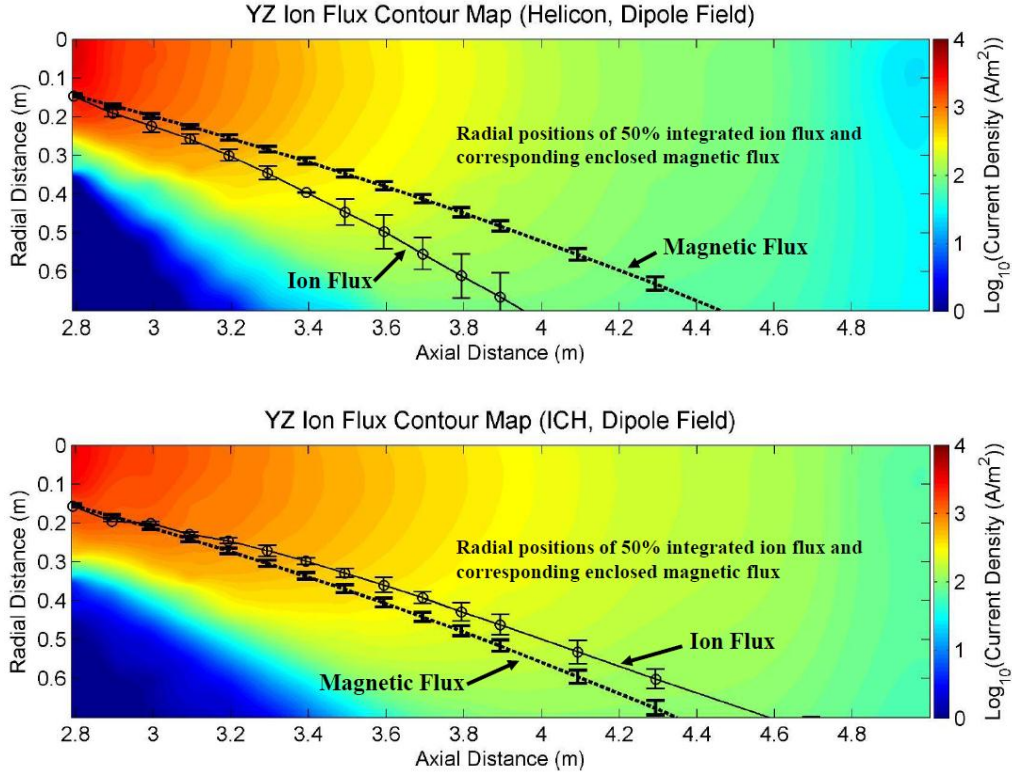 YZ Ion Flux Contour Map (Helicon, Dipole Field)
0
0.1
0.2
0.3
0.4
0.5
0.6
Radial Distance (m)
Radial positions of 50% integrated ion flux and
corresponding enclosed magnetic flux
Magnetic Flux
Ion Flux
2.8
3
3.2
3.4
3.6
3.8
4
4.2
4.4
4.6
4.8
Axial Distance (m)
4
3
2
1
0
Log10(Current Density (A/m²)
YZ Ion Flux Contour Map (ICH, Dipole Field)
0
0.1
0.2
0.3
0.4
0.5
0.6
Radial Distance (m)
Radial positions of 50% integrated ion flux and
corresponding enclosed magnetic flux
Ion Flux
Magnetic Flux
2.8
3
3.2
3.4
3.6
3.8
4
4.2
4.4
4.6
4.8
Axial Distance (m)
4
3
2
1
0
Log10(Current Density (A/m²)